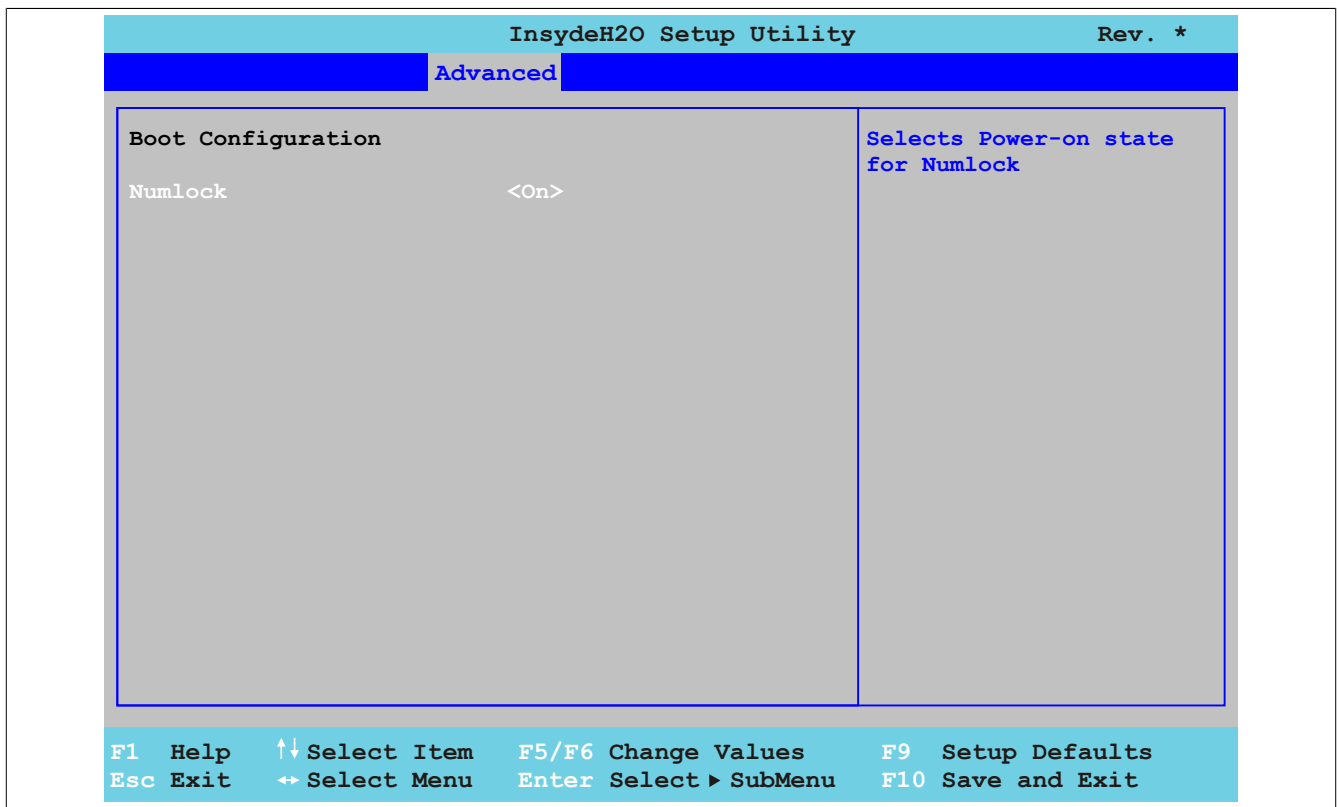 InsydeH2O Setup Utility Rev. *
Advanced
Boot Configuration
Numlock <On>
Selects Power-on state
for Numlock
F1 Help ↑↓ Select Item F5/F6 Change Values F9 Setup Defaults
Esc Exit ↔ Select Menu Enter Select ▶ SubMenu F10 Save and Exit